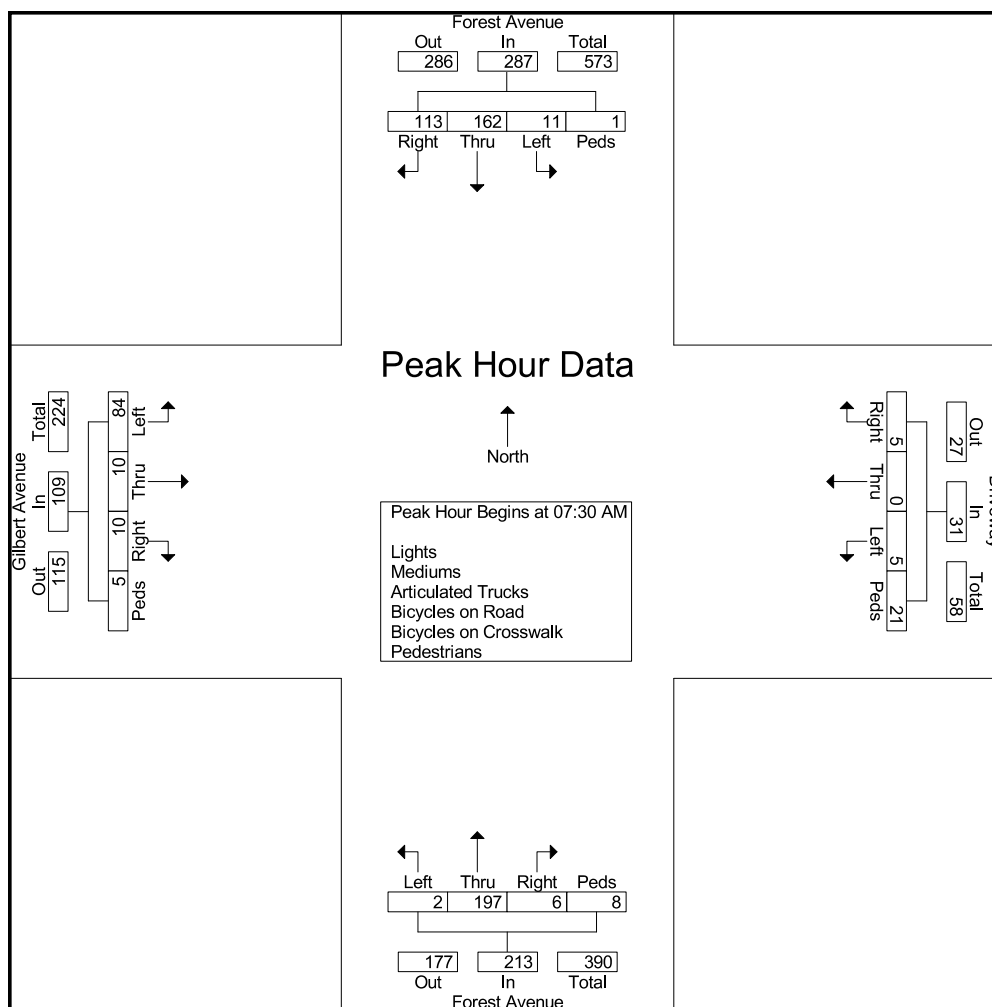 Forest Avenue
Out In Total
286 287 573
113 162 11 1
Right Thru Left Peds
Peak Hour Data
North
Peak Hour Begins at 07:30 AM
Lights
Mediums
Articulated Trucks
Bicycles on Road
Bicycles on Crosswalk
Pedestrians
Gilbert Avenue
Out In Total
115 109 224
5 10 10 84
Peds Right Thru Left
Out In Total
27 31 58
5 0 5 21
Right Thru Left Peds
Left Thru Right Peds
2 197 6 8
177 213 390
Out In Total
Forest Avenue